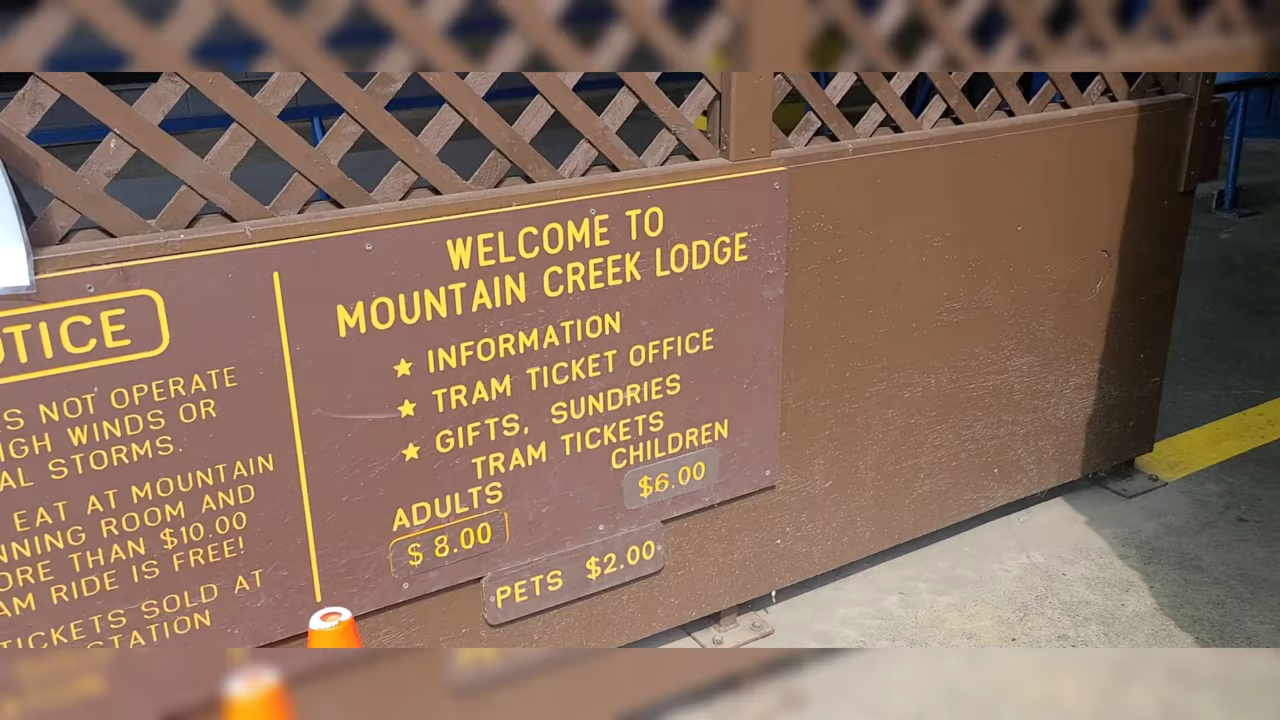 OTICE
S NOT OPERATE
IGH WINDS OR
AL STORMS.
EAT AT MOUNTAIN
NNING ROOM AND
ORE THAN $10.00
AM RIDE IS FREE!
TICKETS SOLD AT
STATION
WELCOME TO
MOUNTAIN CREEK LODGE
★ INFORMATION
★ TRAM TICKET OFFICE
★ GIFTS, SUNDRIES
TRAM TICKETS
CHILDREN
$6.00
ADULTS
$ 8.00
PETS $2.00